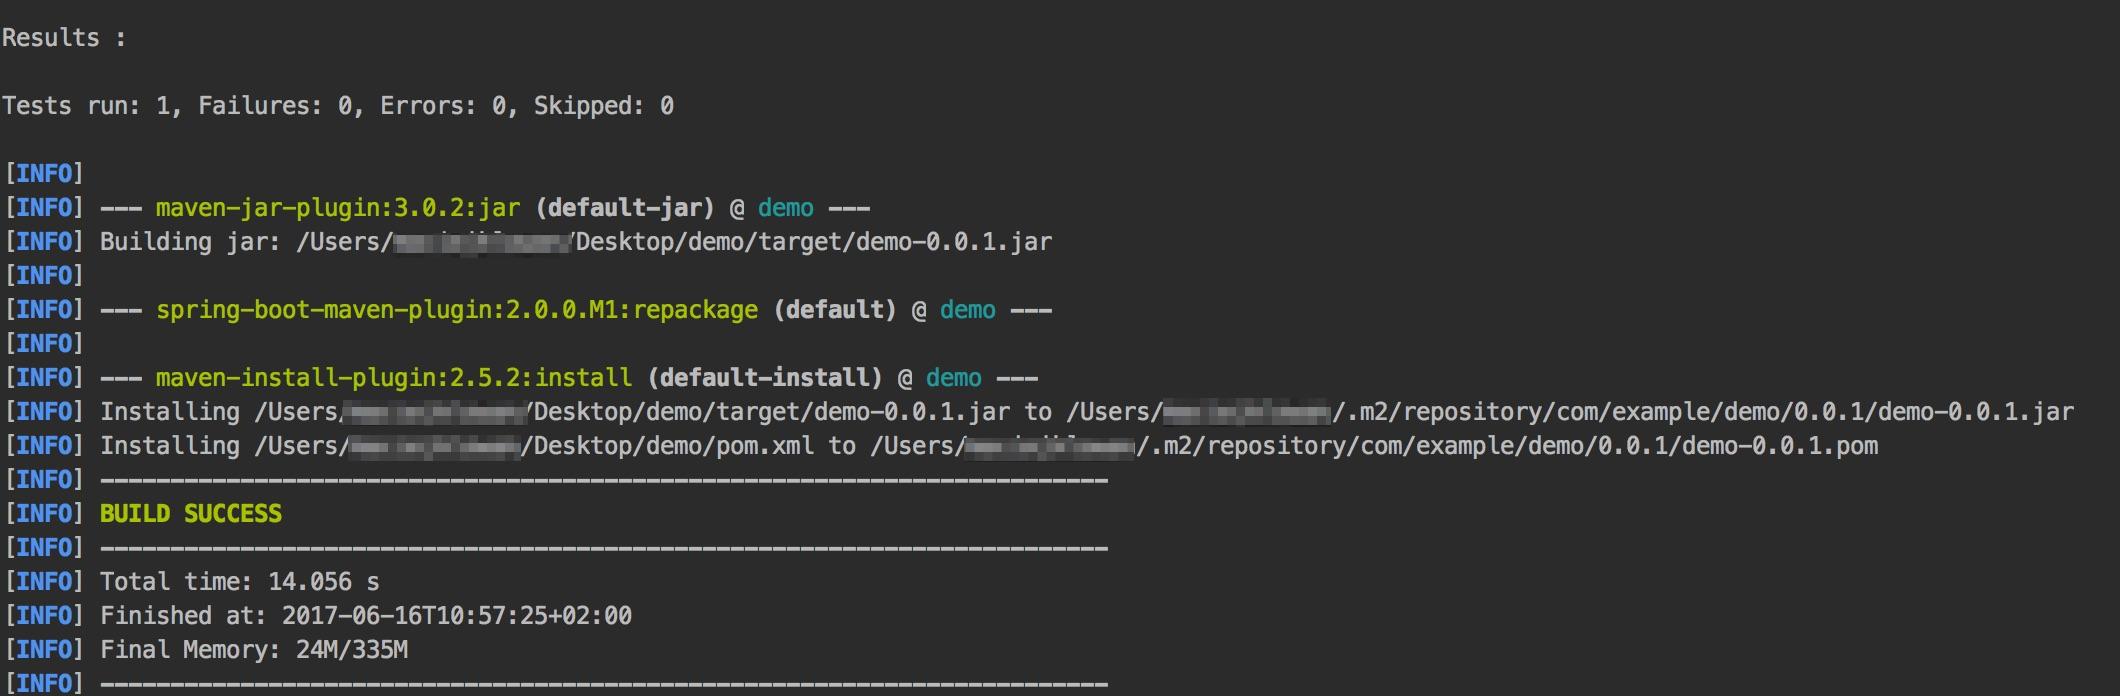 Results :
Tests run: 1, Failures: 0, Errors: 0, Skipped: 0
[INFO]
[INFO] --- maven-jar-plugin:3.0.2:jar (default-jar) @ demo ---
[INFO] Building jar: /Users/ /Desktop/demo/target/demo-0.0.1.jar
[INFO]
[INFO] --- spring-boot-maven-plugin:2.0.0.M1:repackage (default) @ demo ---
[INFO]
[INFO] --- maven-install-plugin:2.5.2:install (default-install) @ demo ---
[INFO] Installing /Users/ /Desktop/demo/target/demo-0.0.1.jar to /Users/ /.m2/repository/com/example/demo/0.0.1/demo-0.0.1.jar
[INFO] Installing /Users/ /Desktop/demo/pom.xml to /Users/ /.m2/repository/com/example/demo/0.0.1/demo-0.0.1.pom
[INFO] ------------------------------------------------------------------------
[INFO] BUILD SUCCESS
[INFO] ------------------------------------------------------------------------
[INFO] Total time: 14.056 s
[INFO] Finished at: 2017-06-16T10:57:25+02:00
[INFO] Final Memory: 24M/335M
[INFO] ------------------------------------------------------------------------